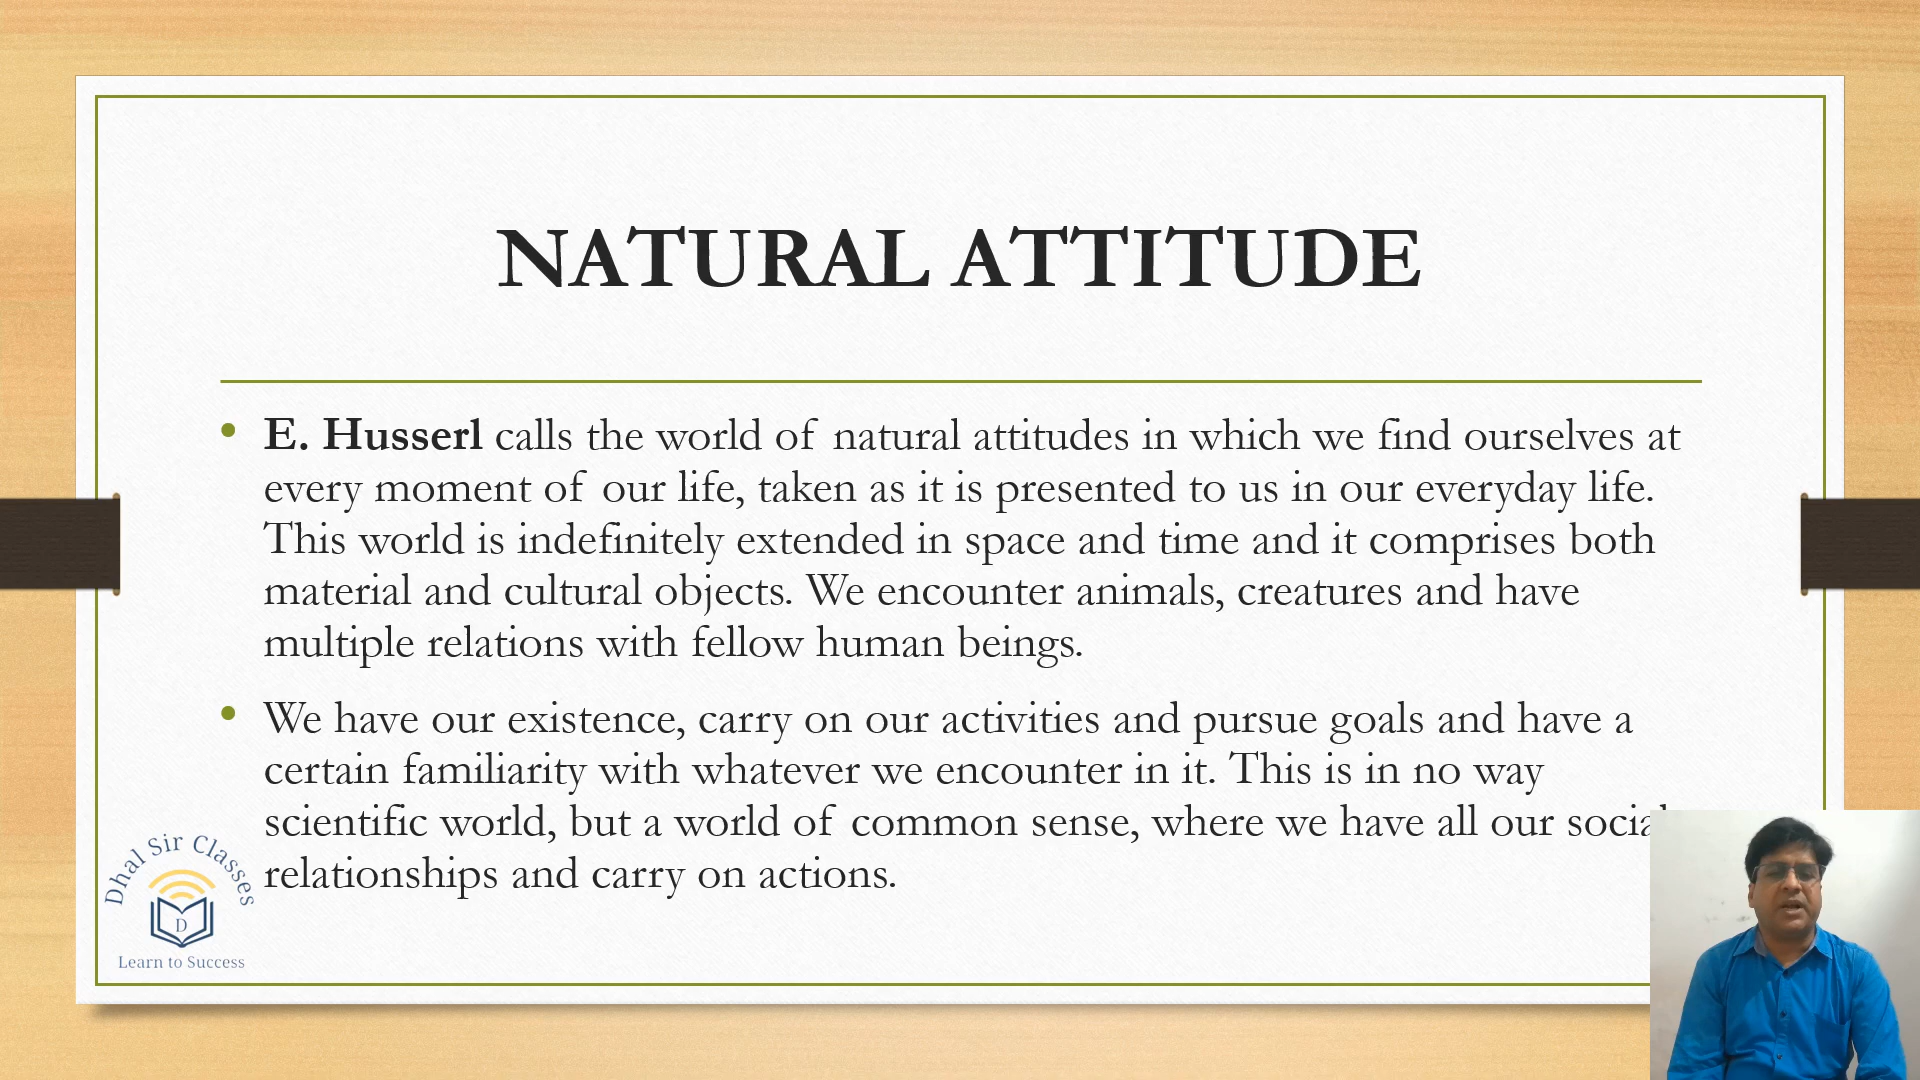 NATURAL ATTITUDE
• E. Husserl calls the world of natural attitudes in which we find ourselves at
every moment of our life, taken as it is presented to us in our everyday life.
This world is indefinitely extended in space and time and it comprises both
material and cultural objects. We encounter animals, creatures and have
multiple relations with fellow human beings.
• We have our existence, carry on our activities and pursue goals and have a
certain familiarity with whatever we encounter in it. This is in no way
scientific world, but a world of common sense, where we have all our social
relationships and carry on actions.
Dhal Sir Classes
D
Learn to Success